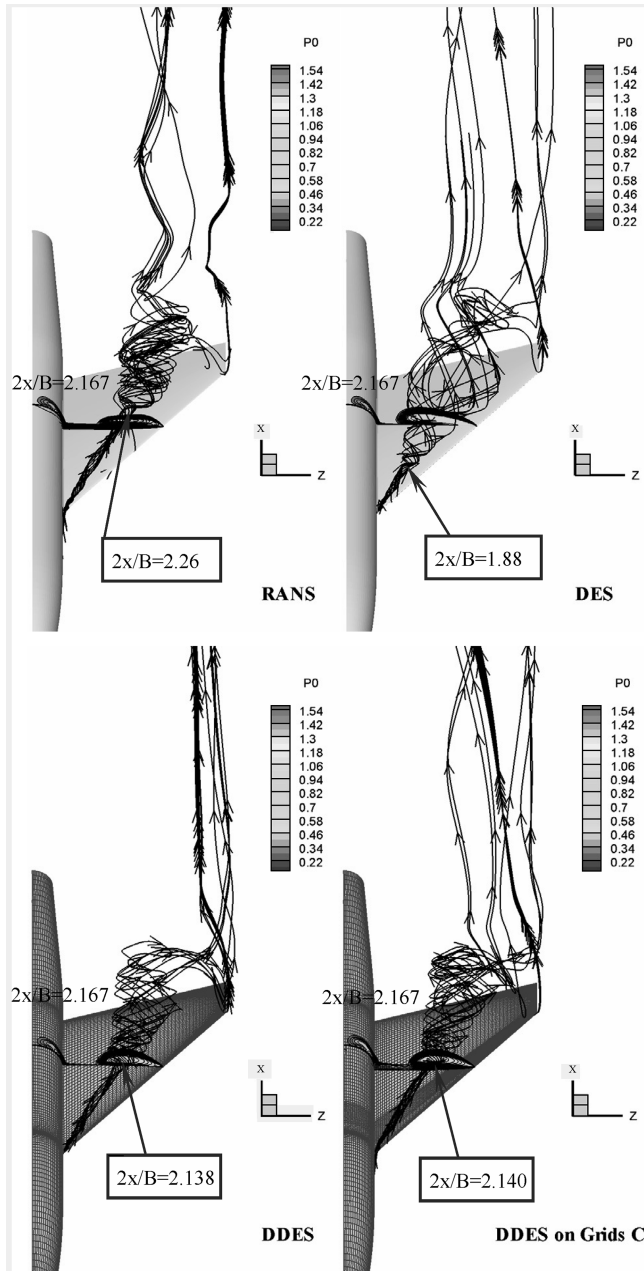 P0
1.54
1.42
1.3
1.18
1.06
0.94
0.82
0.7
0.58
0.46
0.34
0.22
2x/B=2.167
x
z
2x/B=2.26
RANS
P0
1.54
1.42
1.3
1.18
1.06
0.94
0.82
0.7
0.58
0.46
0.34
0.22
2x/B=2.167
x
z
2x/B=1.88
DES
P0
1.54
1.42
1.3
1.18
1.06
0.94
0.82
0.7
0.58
0.46
0.34
0.22
2x/B=2.167
x
z
2x/B=2.138
DDES
P0
1.54
1.42
1.3
1.18
1.06
0.94
0.82
0.7
0.58
0.46
0.34
0.22
2x/B=2.167
x
z
2x/B=2.140
DDES on Grids C